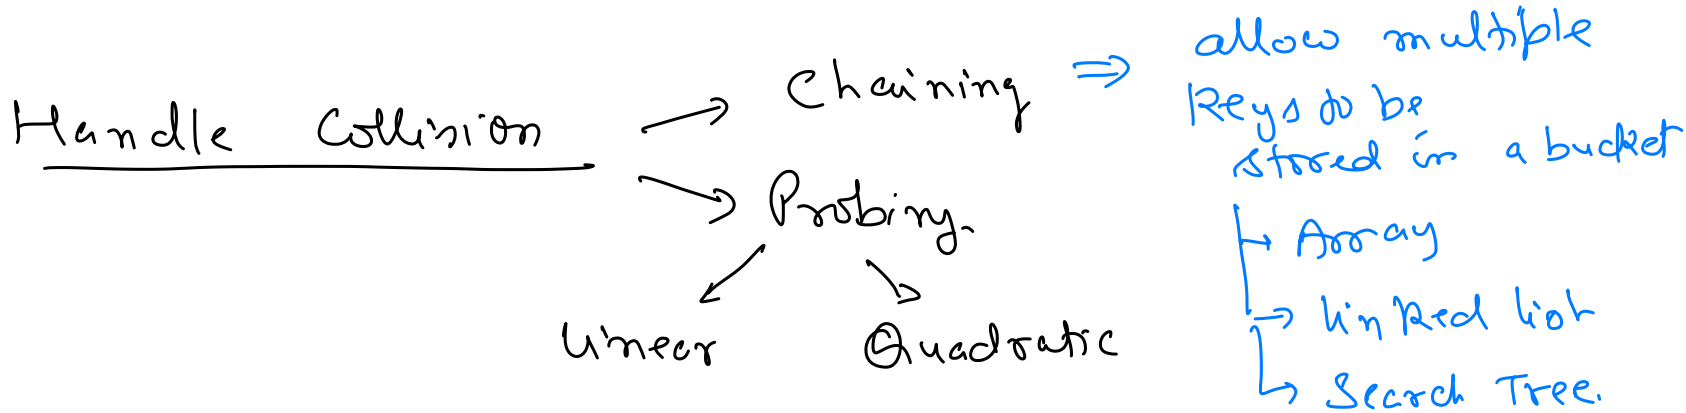 Handle Collision
Chaining
Probing.
Linear
Quadratic
⇒ allow multiple
Keys to be
stored in a bucket
→ Array
→ Linked list
→ Search Tree.